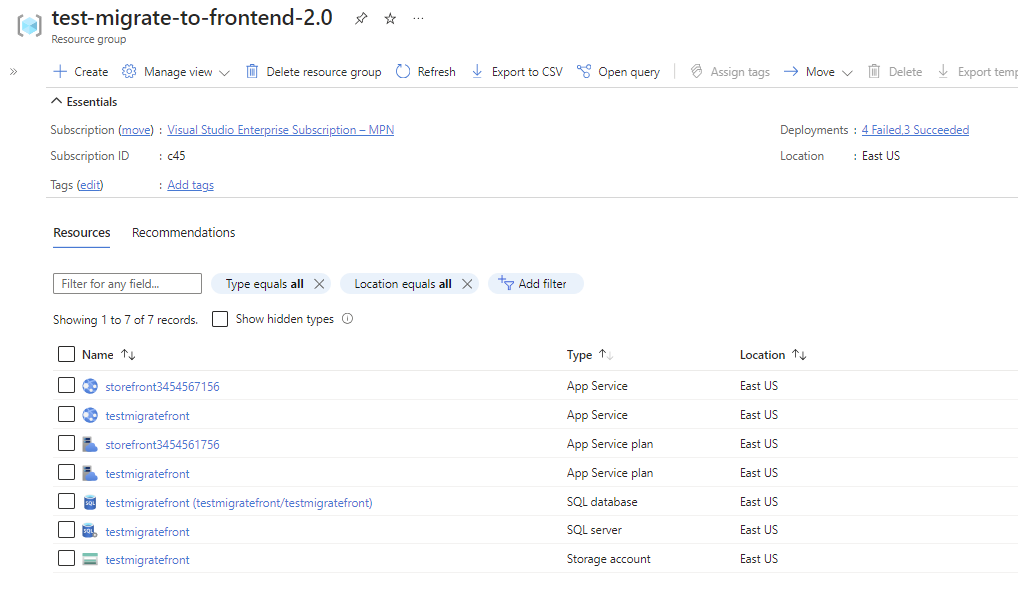 test-migrate-to-frontend-2.0
Resource group
Create Manage view Delete resource group Refresh Export to CSV Open query Assign tags Move Delete Export temp
Essentials
Subscription (move) : Visual Studio Enterprise Subscription – MPN Deployments : 4 Failed,3 Succeeded
Subscription ID : c45 Location : East US
Tags (edit) : Add tags
Resources Recommendations
Filter for any field... Type equals all Location equals all Add filter
Showing 1 to 7 of 7 records. Show hidden types
Name Type Location
storefront3454567156 App Service East US
testmigratefront App Service East US
storefront3454561756 App Service plan East US
testmigratefront App Service plan East US
testmigratefront (testmigratefront/testmigratefront) SQL database East US
testmigratefront SQL server East US
testmigratefront Storage account East US